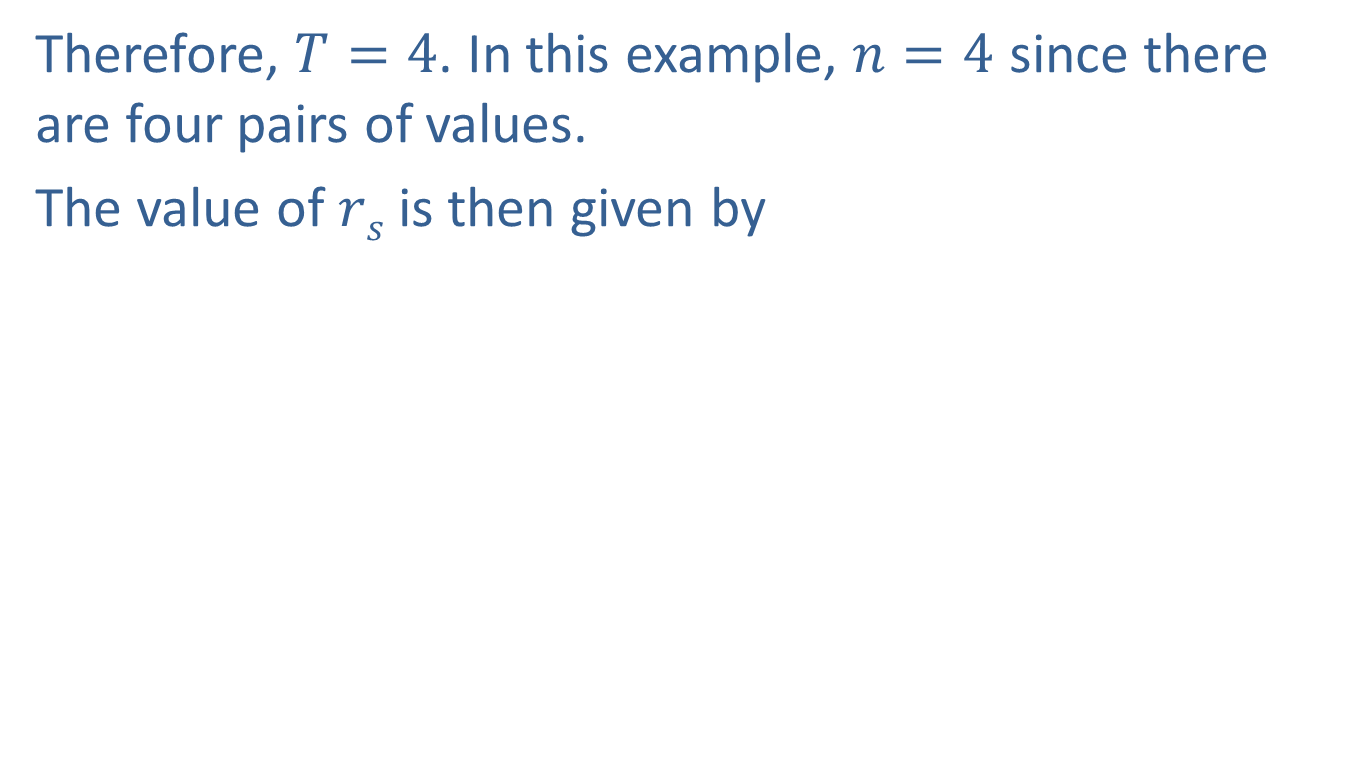 Therefore, 𝑇 = 4. In this example, 𝑛 = 4 since there
are four pairs of values.
The value of 𝑟ₛ is then given by